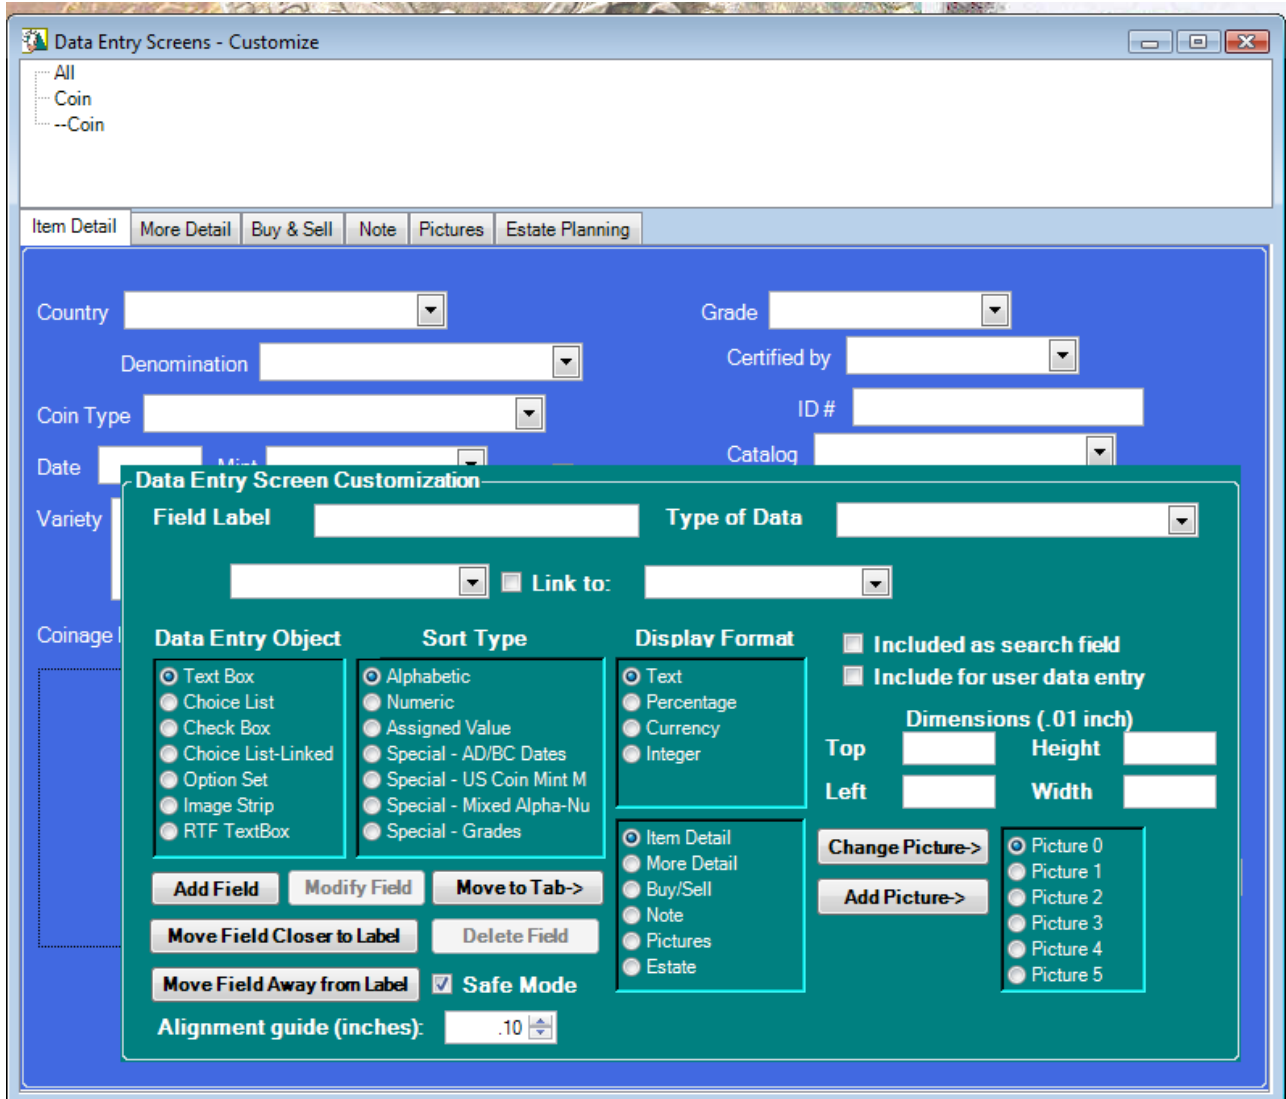 Data Entry Screens - Customize
All
Coin
--Coin
Item Detail More Detail Buy & Sell Note Pictures Estate Planning
Country Grade
Denomination Certified by
Coin Type ID #
Date Mint Catalog
Data Entry Screen Customization
Variety Field Label Type of Data
Link to:
Coinage Data Entry Object Sort Type Display Format Included as search field
Text Box Alphabetic Text Include for user data entry
Choice List Numeric Percentage
Check Box Assigned Value Currency Dimensions (.01 inch)
Choice List-Linked Special - AD/BC Dates Integer Top Height
Option Set Special - US Coin Mint M
Image Strip Special - Mixed Alpha-Nu Left Width
RTF TextBox Special - Grades
Item Detail Change Picture-> Picture 0
More Detail Picture 1
Add Field Modify Field Move to Tab-> Buy/Sell Add Picture-> Picture 2
Note Picture 3
Move Field Closer to Label Delete Field Pictures Picture 4
Estate Picture 5
Move Field Away from Label Safe Mode
Alignment guide (inches): .10